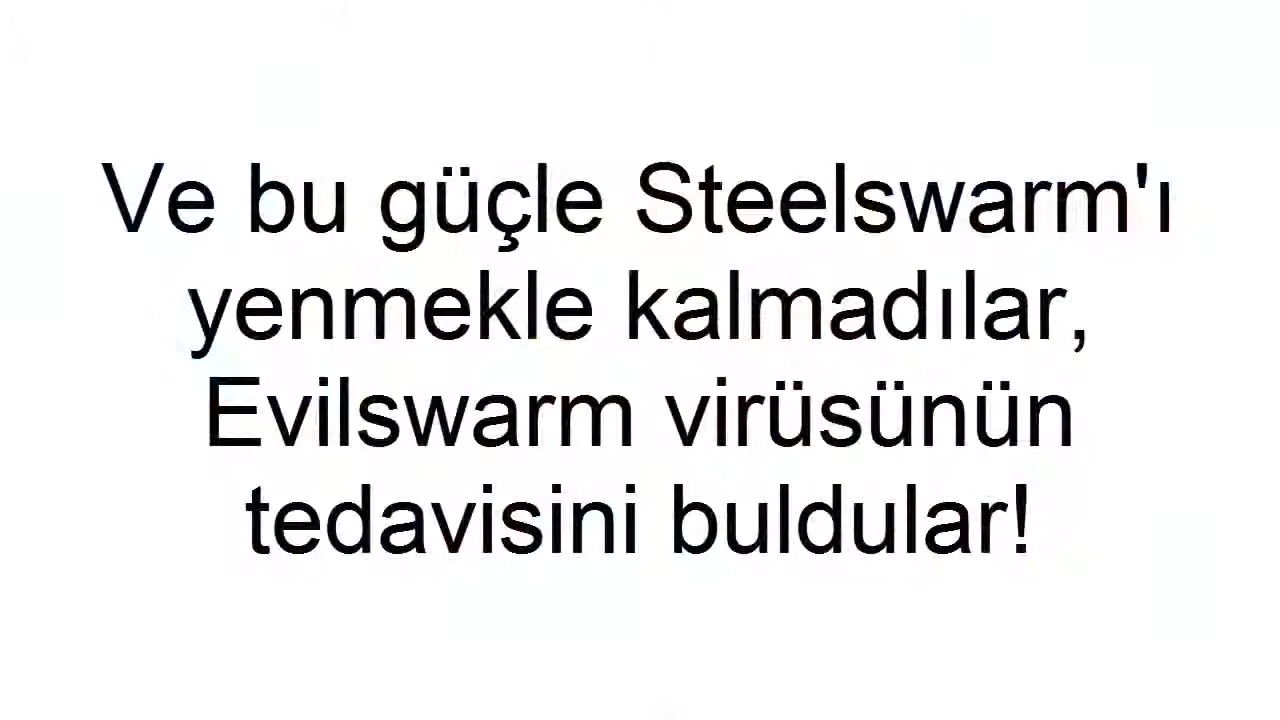 Ve bu güçle Steelswarm'ı
yenmekle kalmadılar,
Evilswarm virüsünün
tedavisini buldular!